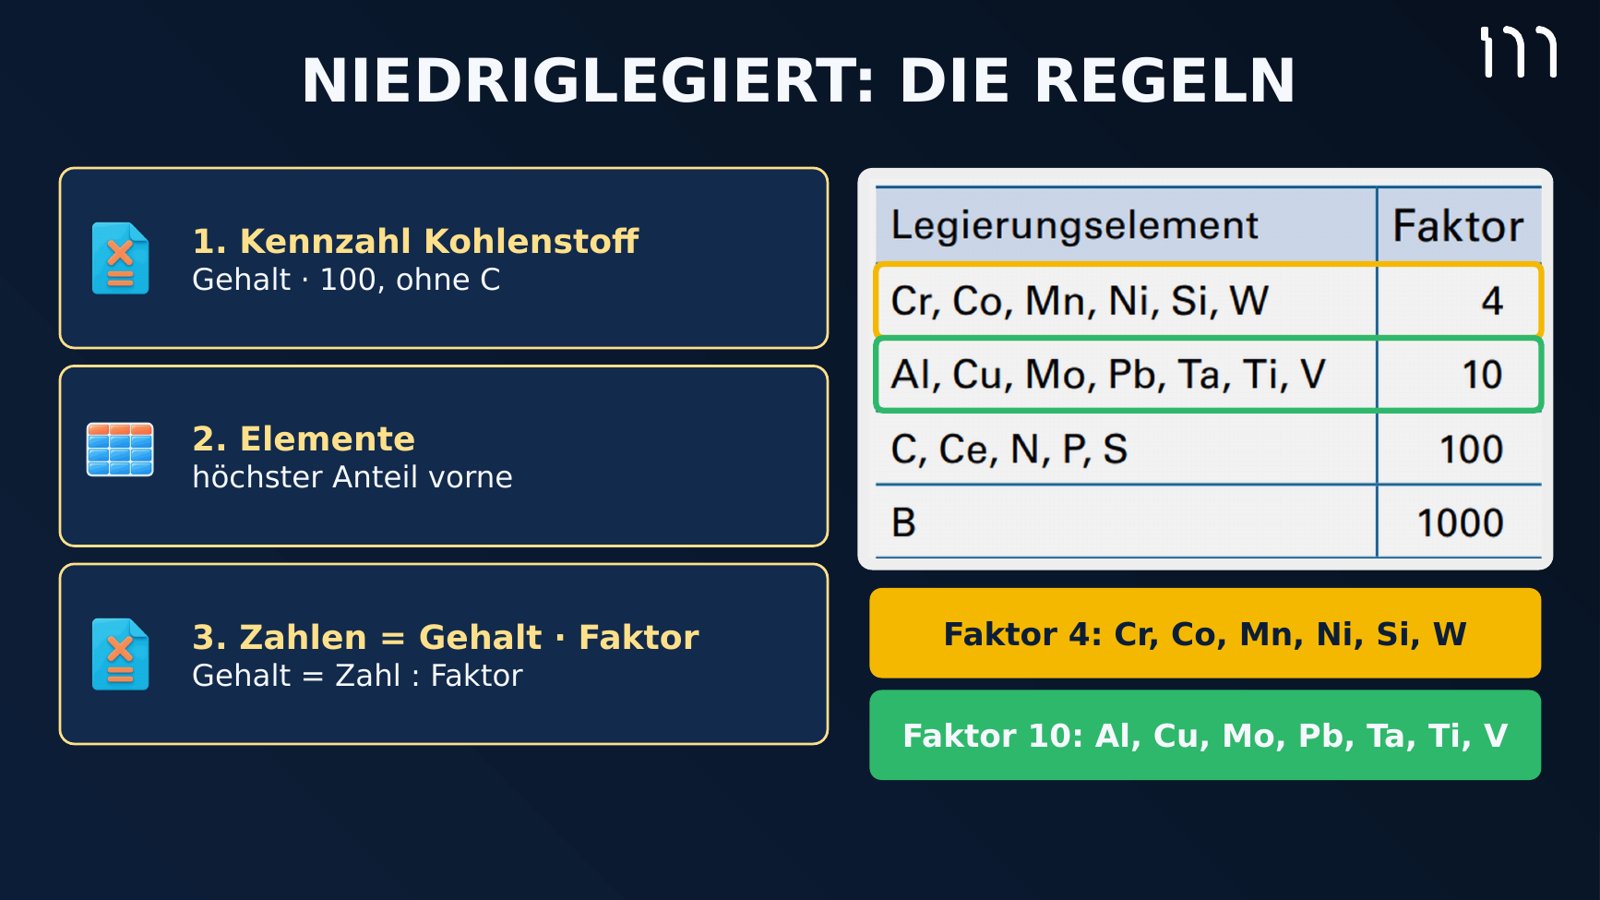 NIEDRIGLEGIERT: DIE REGELN
1. Kennzahl Kohlenstoff
Gehalt · 100, ohne C
2. Elemente
höchster Anteil vorne
3. Zahlen = Gehalt · Faktor
Gehalt = Zahl : Faktor
Legierungselement Faktor
Cr, Co, Mn, Ni, Si, W 4
Al, Cu, Mo, Pb, Ta, Ti, V 10
C, Ce, N, P, S 100
B 1000
Faktor 4: Cr, Co, Mn, Ni, Si, W
Faktor 10: Al, Cu, Mo, Pb, Ta, Ti, V